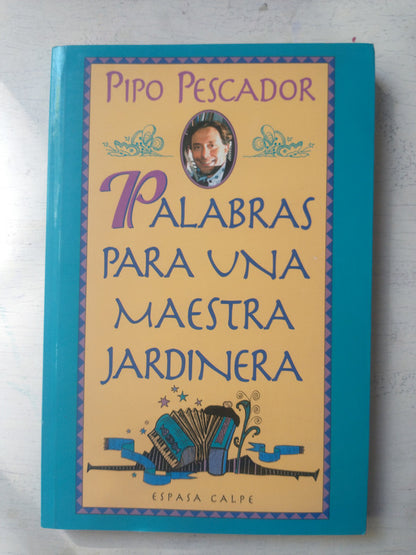 PIPO PESCADOR
PALABRAS
PARA UNA
MAESTRA
JARDINERA
ESPASA CALPE